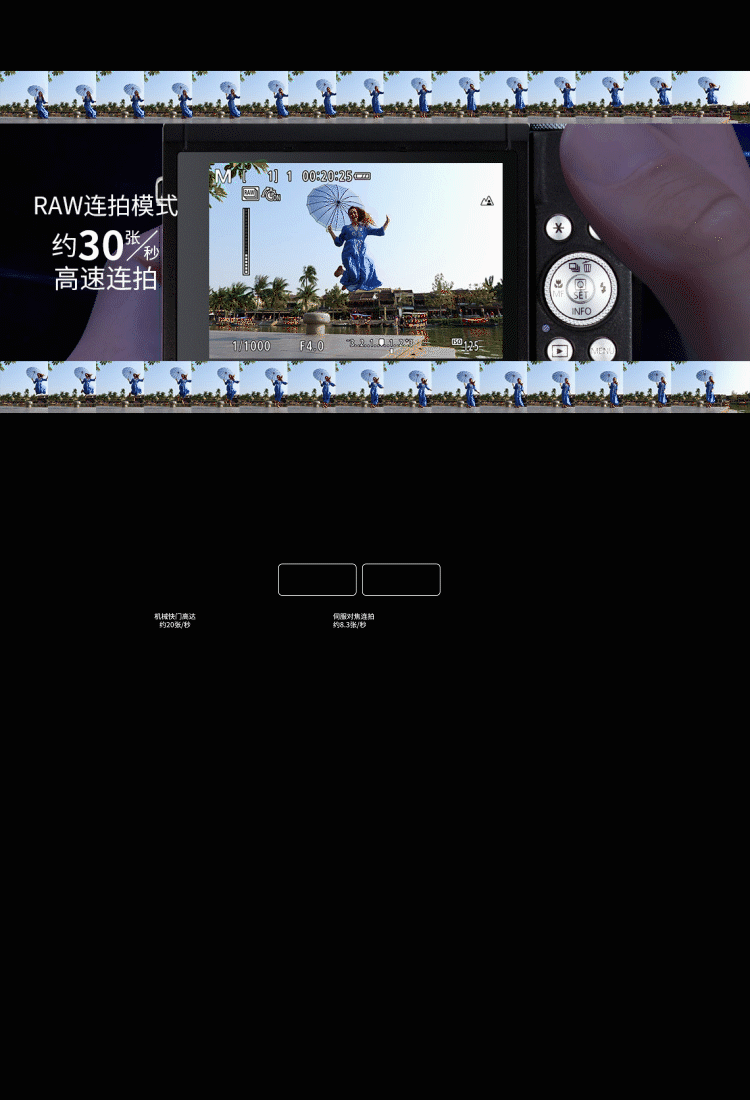 M [ 1] 1 00:20:25
RAW
ON
RAW连拍模式
约30张/秒
高速连拍
MF
SET
INFO
MENU
1/1000 F4.0 -3..2..1..0..1..2..+3 ISO 125
机械快门高达
约20张/秒
伺服对焦连拍
约8.3张/秒